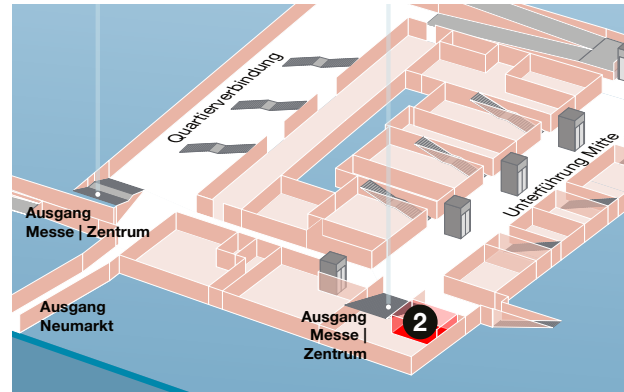 Quartierverbindung
Unterführung Mitte
Ausgang
Messe | Zentrum
Ausgang
Neumarkt
Ausgang
Messe |
Zentrum
2